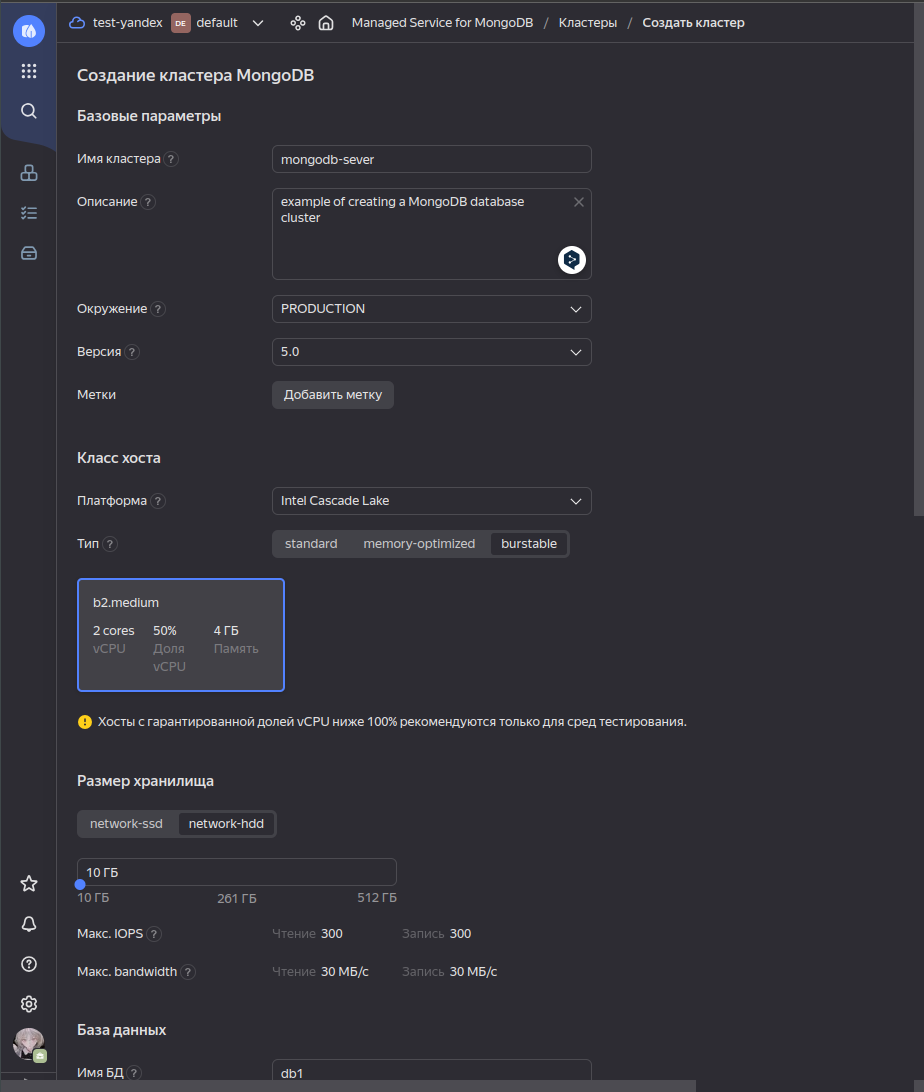 test-yandex DE default Managed Service for MongoDB / Кластеры / Создать кластер
Создание кластера MongoDB
Базовые параметры
Имя кластера ? mongodb-sever
Описание ? example of creating a MongoDB database
cluster
Окружение ? PRODUCTION
Версия ? 5.0
Метки Добавить метку
Класс хоста
Платформа ? Intel Cascade Lake
Тип ? standard memory-optimized burstable
b2.medium
2 cores 50% 4 ГБ
vCPU Доля Память
vCPU
Хосты с гарантированной долей vCPU ниже 100% рекомендуются только для сред тестирования.
Размер хранилища
network-ssd network-hdd
10 ГБ
10 ГБ 261 ГБ 512 ГБ
Макс. IOPS ? Чтение 300 Запись 300
Макс. bandwidth ? Чтение 30 МБ/с Запись 30 МБ/с
База данных
Имя БД ? db1